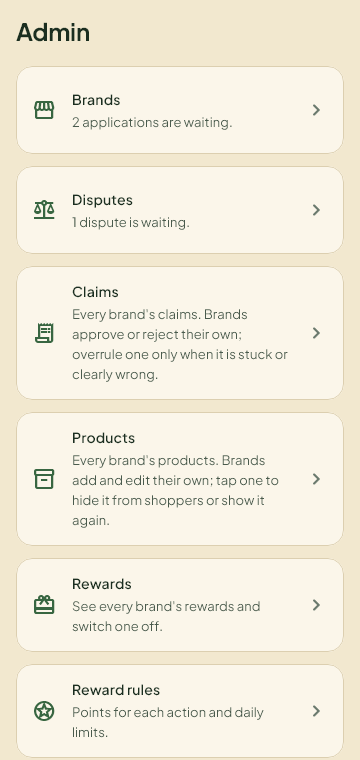 Admin
Brands
2 applications are waiting.
Disputes
1 dispute is waiting.
Claims
Every brand's claims. Brands
approve or reject their own;
overrule one only when it is stuck or
clearly wrong.
Products
Every brand's products. Brands
add and edit their own; tap one to
hide it from shoppers or show it
again.
Rewards
See every brand's rewards and
switch one off.
Reward rules
Points for each action and daily
limits.